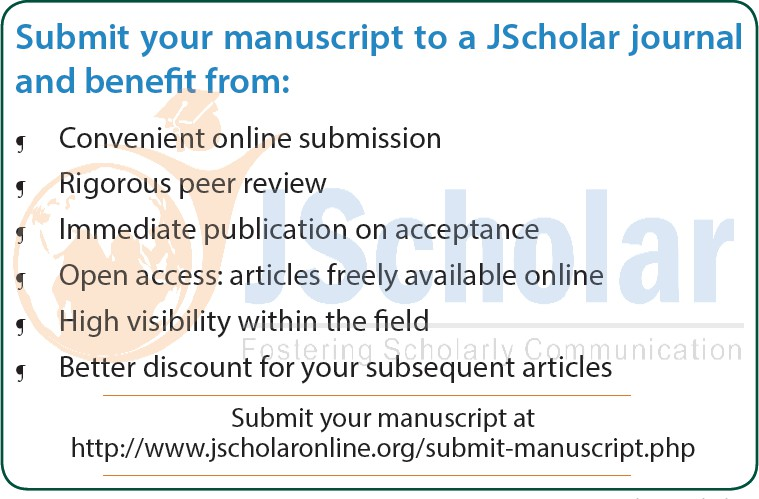 Submit your manuscript to a JScholar journal
and benefit from:
¶ Convenient online submission
¶ Rigorous peer review
¶ Immediate publication on acceptance
¶ Open access: articles freely available online
¶ High visibility within the field
¶ Better discount for your subsequent articles
JScholar
Fostering Scholarly Communication
Submit your manuscript at
http://www.jscholaronline.org/submit-manuscript.php